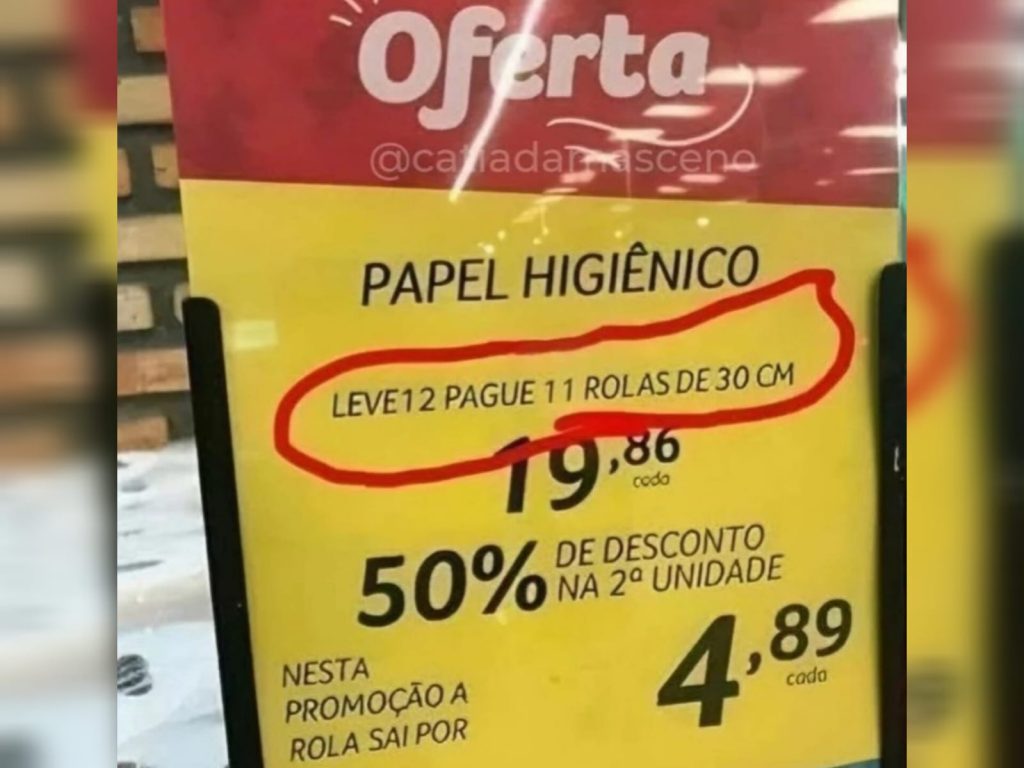 Oferta
@catiadamasceno
PAPEL HIGIÊNICO
LEVE12 PAGUE 11 ROLAS DE 30 CM
19,86
cada
50% DE DESCONTO
NA 2ª UNIDADE
4,89
cada
NESTA
PROMOÇÃO A
ROLA SAI POR